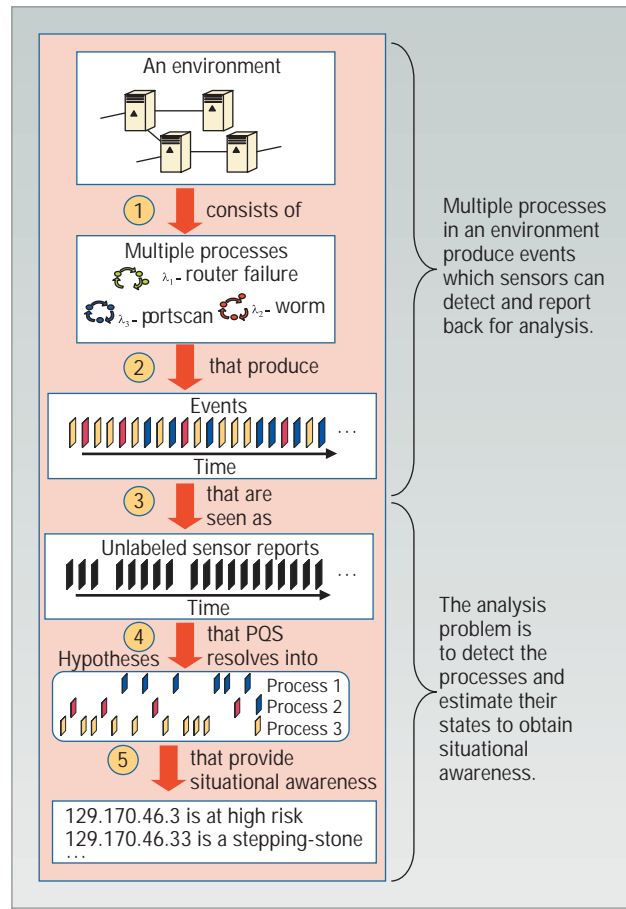 An environment
1 consists of
Multiple processes
λ1- router failure
λ3- portscan λ2- worm
2 that produce
Events
...
Time
3 that are
seen as
Unlabeled sensor reports
...
Time
4 that PQS
Hypotheses resolves into
Process 1
Process 2
Process 3
5 that provide
situational awareness
129.170.46.3 is at high risk
129.170.46.33 is a stepping-stone
...
Multiple processes
in an environment
produce events
which sensors can
detect and report
back for analysis.
The analysis
problem is
to detect the
processes and
estimate their
states to obtain
situational
awareness.